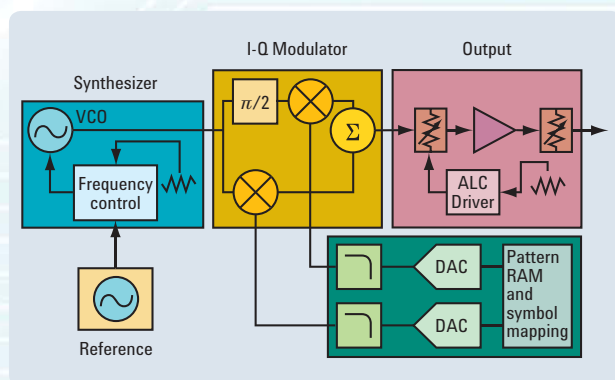 I-Q Modulator
Output
Synthesizer
VCO
π/2
Σ
Frequency
control
ALC
Driver
Reference
DAC
DAC
Pattern
RAM
and
symbol
mapping